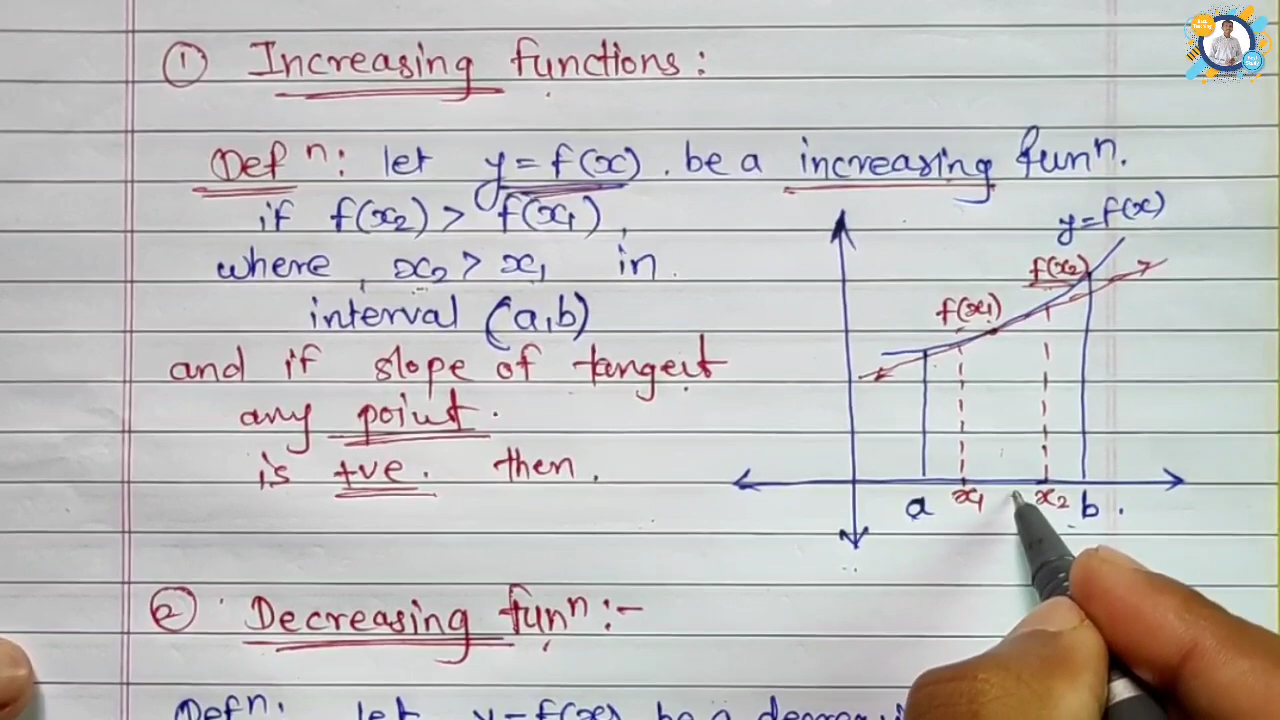 ① Increasing functions:
Defⁿ: let y=f(x). be a increasing funⁿ.
if f(x₂) > f(x₁),
where, x₂ > x₁ in
interval (a,b)
and if slope of tangent
any point.
is +ve. then.
y=f(x)
f(x₂)
f(x₁)
a x₁ x₂ b.
② Decreasing funⁿ:-
Defⁿ: let y=f(x) be a decreasi